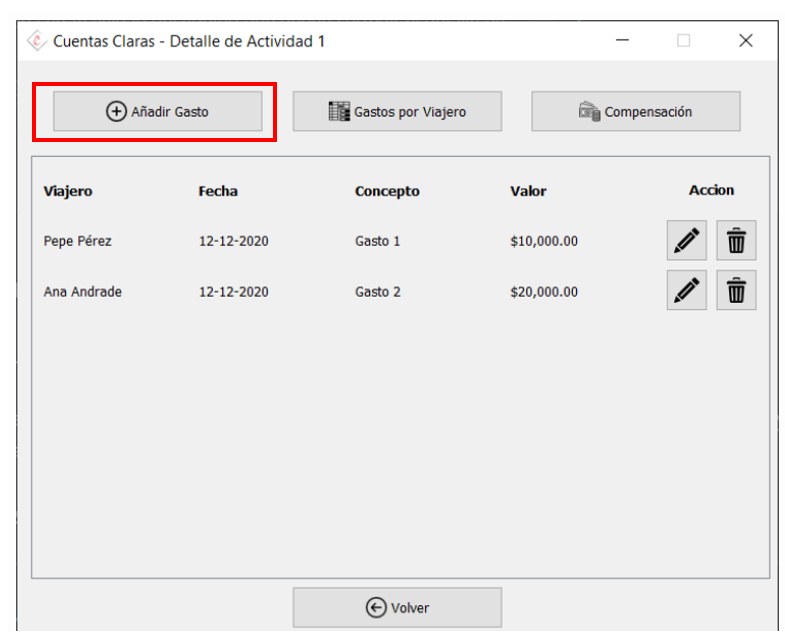 Cuentas Claras - Detalle de Actividad 1
Añadir Gasto Gastos por Viajero Compensación
Viajero Fecha Concepto Valor Accion
Pepe Pérez 12-12-2020 Gasto 1 $10,000.00
Ana Andrade 12-12-2020 Gasto 2 $20,000.00
Volver